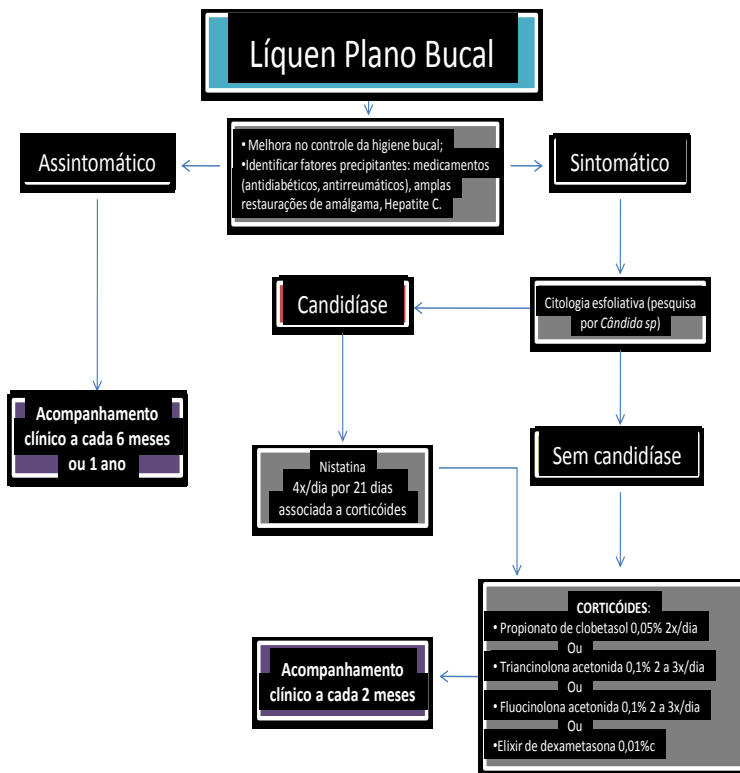 Líquen Plano Bucal
• Melhora no controle da higiene bucal;
•Identificar fatores precipitantes: medicamentos
(antidiabéticos, antirreumáticos), amplas
restaurações de amálgama, Hepatite C.
Assintomático
Sintomático
Candidíase
Citologia esfoliativa (pesquisa
por Cândida sp)
Acompanhamento
clínico a cada 6 meses
ou 1 ano
Nistatina
4x/dia por 21 dias
associada a corticóides
Sem candidíase
CORTICÓIDES:
• Propionato de clobetasol 0,05% 2x/dia
Ou
• Triancinolona acetonida 0,1% 2 a 3x/dia
Ou
• Fluocinolona acetonida 0,1% 2 a 3x/dia
Ou
•Elixir de dexametasona 0,01%c
Acompanhamento
clínico a cada 2 meses